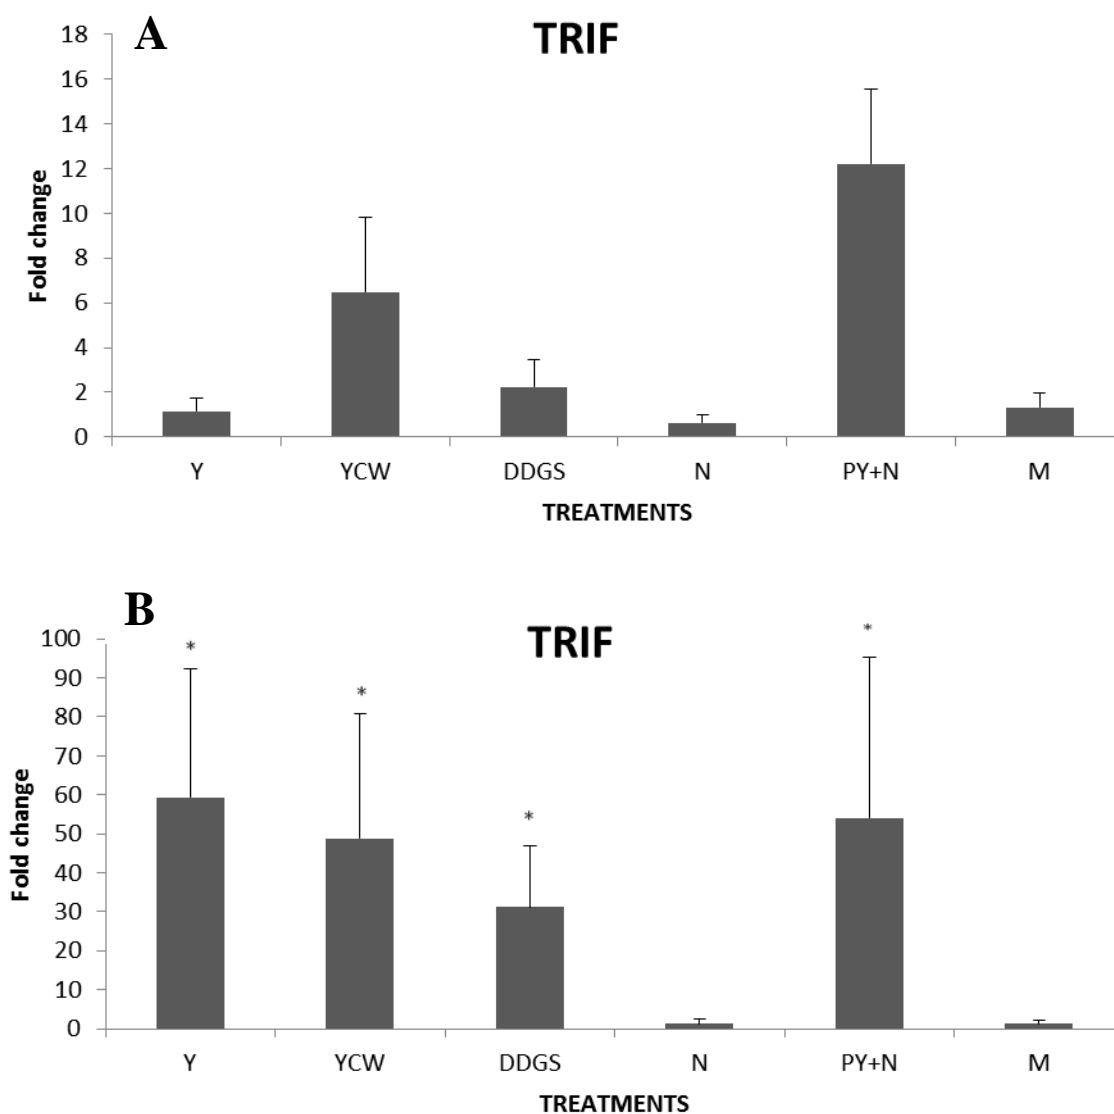 A
TRIF
18
16
14
12
10
8
6
4
2
0
Fold change
Y YCW DDGS N PY+N M
TREATMENTS
B
TRIF
100
90
80
70
60
50
40
30
20
10
0
Fold change
* * * *
Y YCW DDGS N PY+N M
TREATMENTS